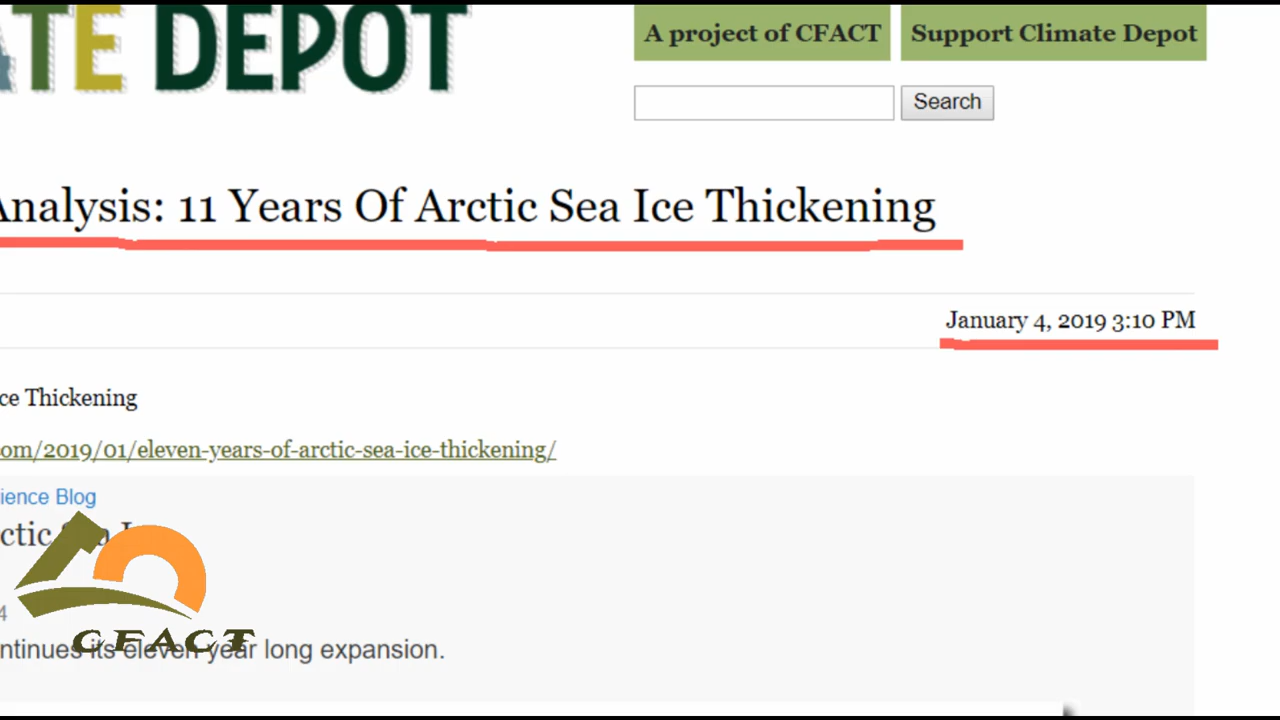 ATE DEPOT
A project of CFACT
Support Climate Depot
Search
Analysis: 11 Years Of Arctic Sea Ice Thickening
January 4, 2019 3:10 PM
ce Thickening
om/2019/01/eleven-years-of-arctic-sea-ice-thickening/
ience Blog
ctic Sea I
4
ntinues its eleven-year long expansion.
CFACT